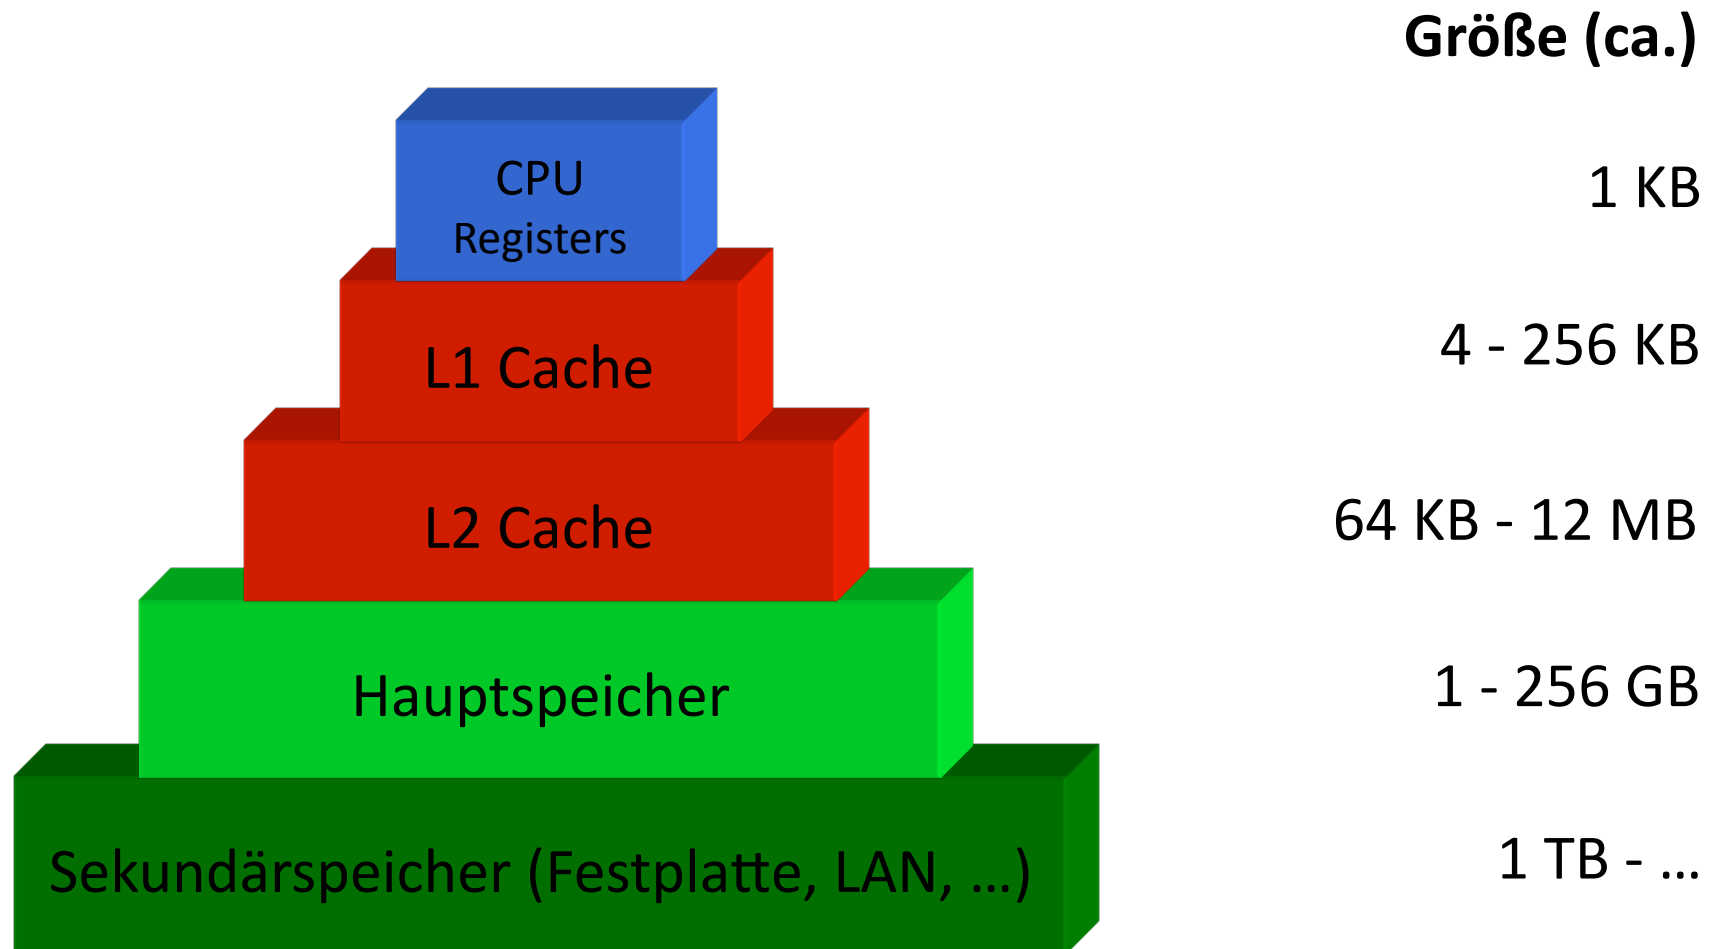 Größe (ca.)
CPU
Registers
1 KB
L1 Cache
4 - 256 KB
L2 Cache
64 KB - 12 MB
Hauptspeicher
1 - 256 GB
Sekundärspeicher (Festplatte, LAN, ...)
1 TB - ...